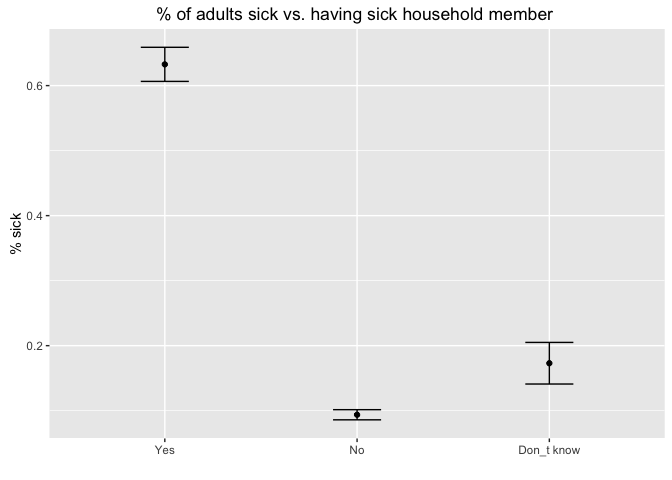 % of adults sick vs. having sick household member
% sick
0.6
0.4
0.2
Yes
No
Don_t know